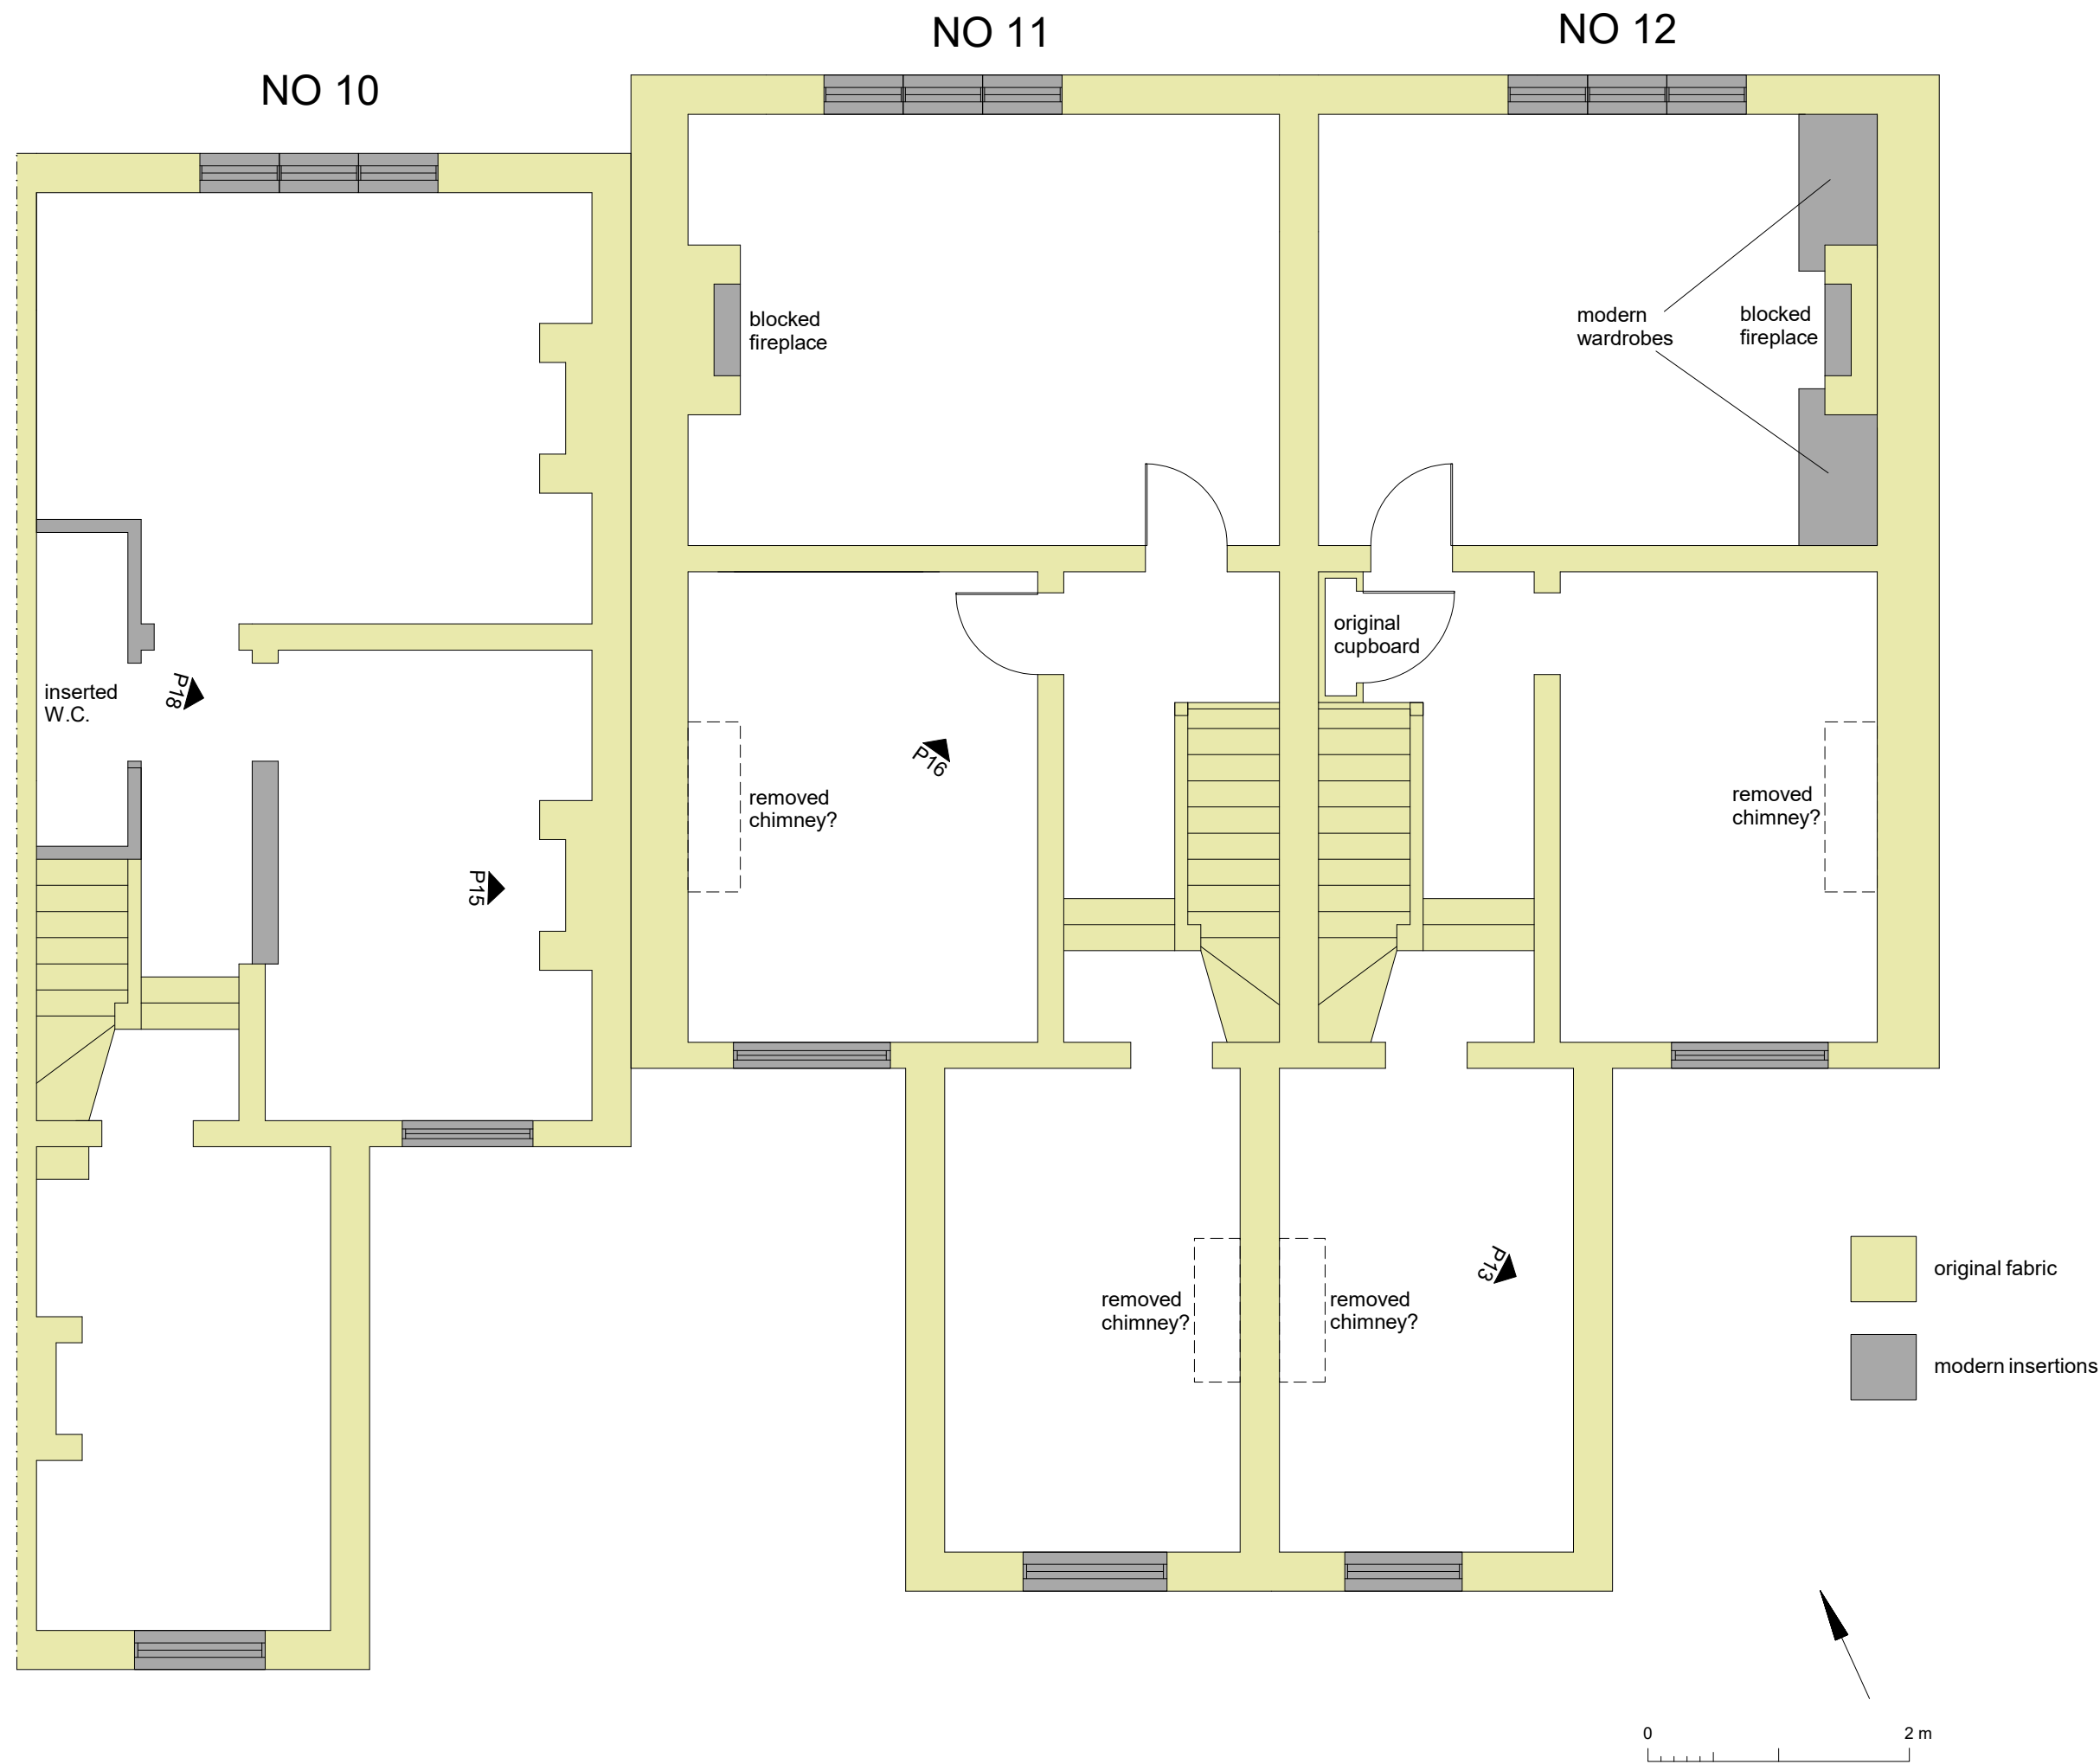 NO 11
NO 12
NO 10
blocked
fireplace
modern
wardrobes
blocked
fireplace
original
cupboard
inserted
W.C.
P18
P16
removed
chimney?
removed
chimney?
P15
removed
chimney?
removed
chimney?
P13
original fabric
modern insertions
0
2 m